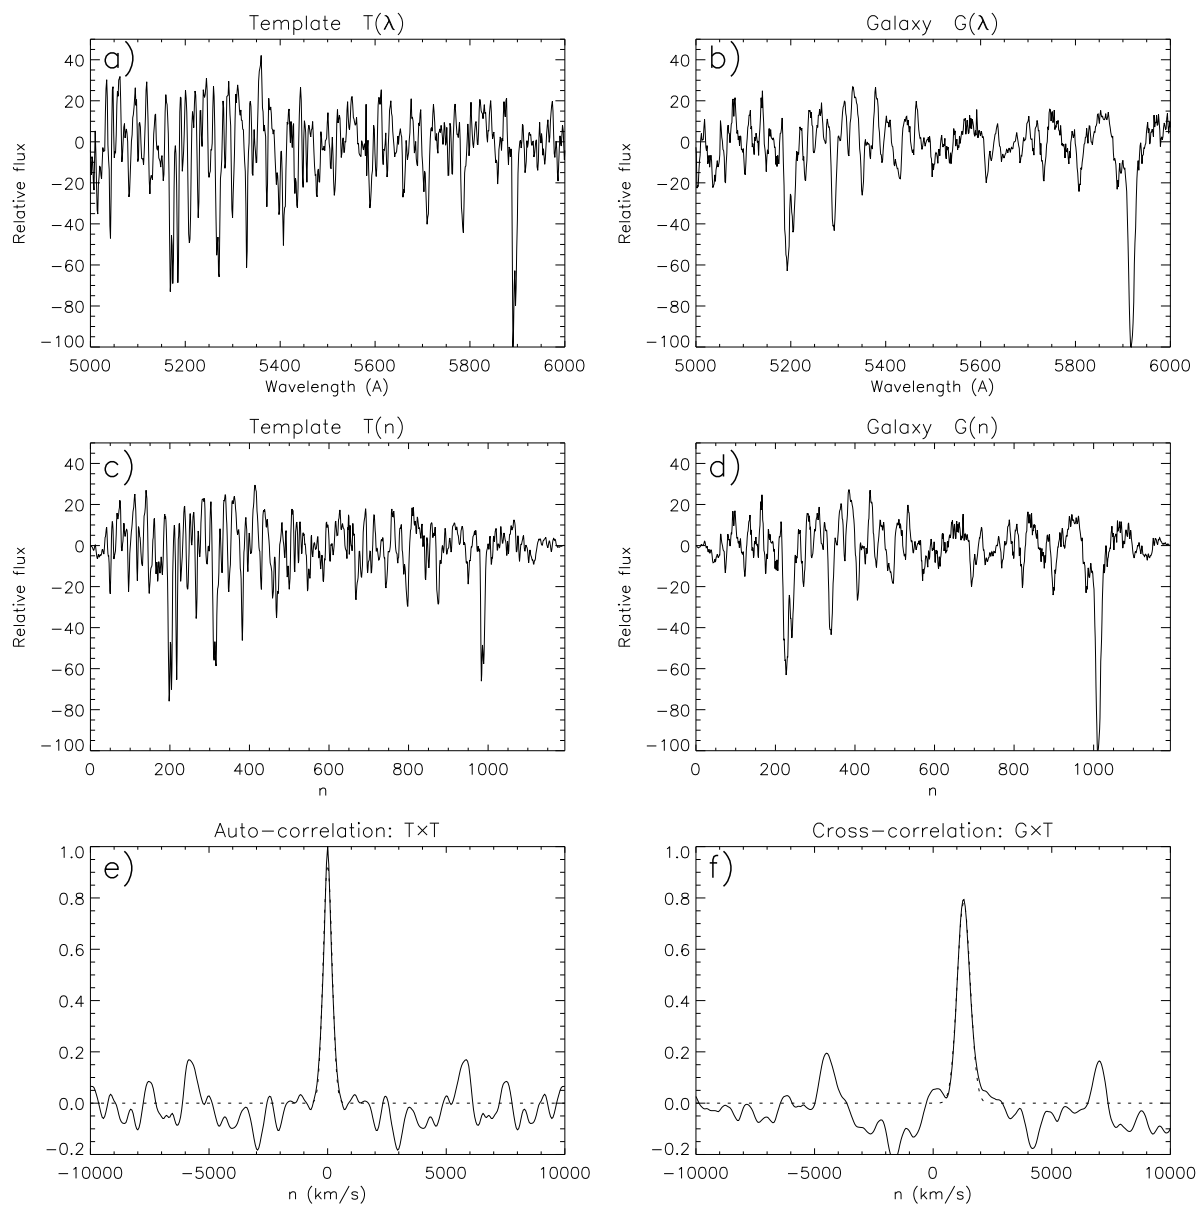 Template T(λ)
a)
40
20
0
−20
−40
−60
−80
−100
Relative flux
5000 5200 5400 5600 5800 6000
Wavelength (A)
Galaxy G(λ)
b)
40
20
0
−20
−40
−60
−80
−100
Relative flux
5000 5200 5400 5600 5800 6000
Wavelength (A)
Template T(n)
c)
40
20
0
−20
−40
−60
−80
−100
Relative flux
0 200 400 600 800 1000
n
Galaxy G(n)
d)
40
20
0
−20
−40
−60
−80
−100
Relative flux
0 200 400 600 800 1000
n
Auto−correlation: T×T
e)
1.0
0.8
0.6
0.4
0.2
0.0
−0.2
−10000 −5000 0 5000 10000
n (km/s)
Cross−correlation: G×T
f)
1.0
0.8
0.6
0.4
0.2
0.0
−0.2
−10000 −5000 0 5000 10000
n (km/s)